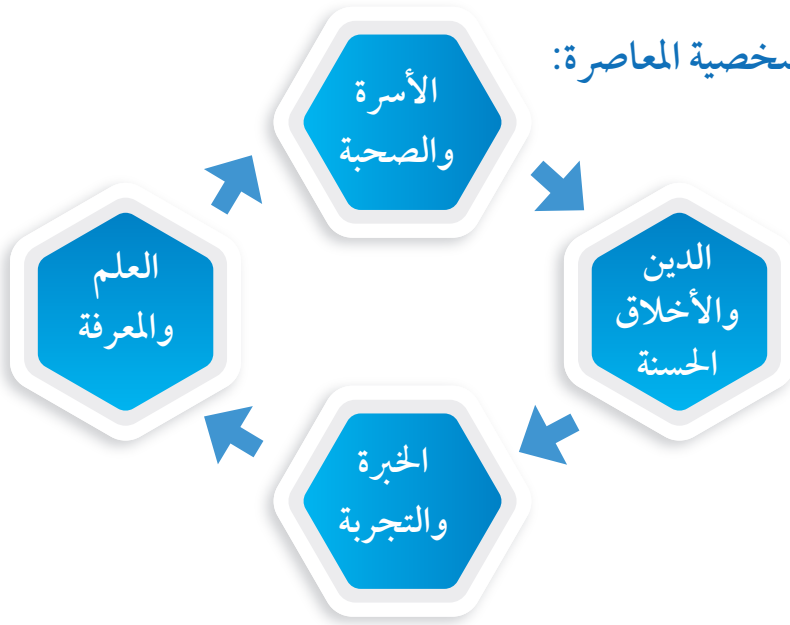 المعاصرة:
الأسرة
والصحبة
الدين
والأخلاق
الحسنة
الخبرة
والتجربة
العلم
والمعرفة